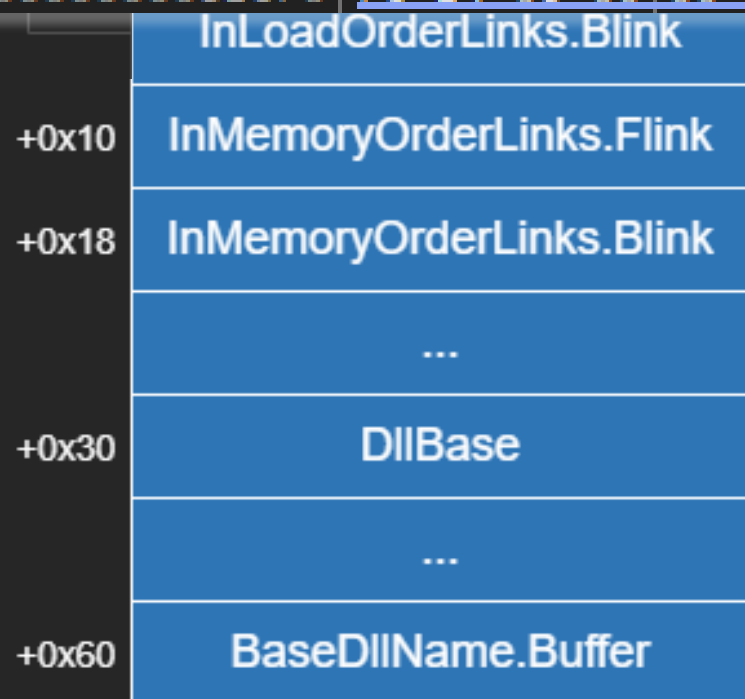 InLoadOrderLinks.Blink
+0x10 InMemoryOrderLinks.Flink
+0x18 InMemoryOrderLinks.Blink
...
+0x30 DllBase
...
+0x60 BaseDllName.Buffer